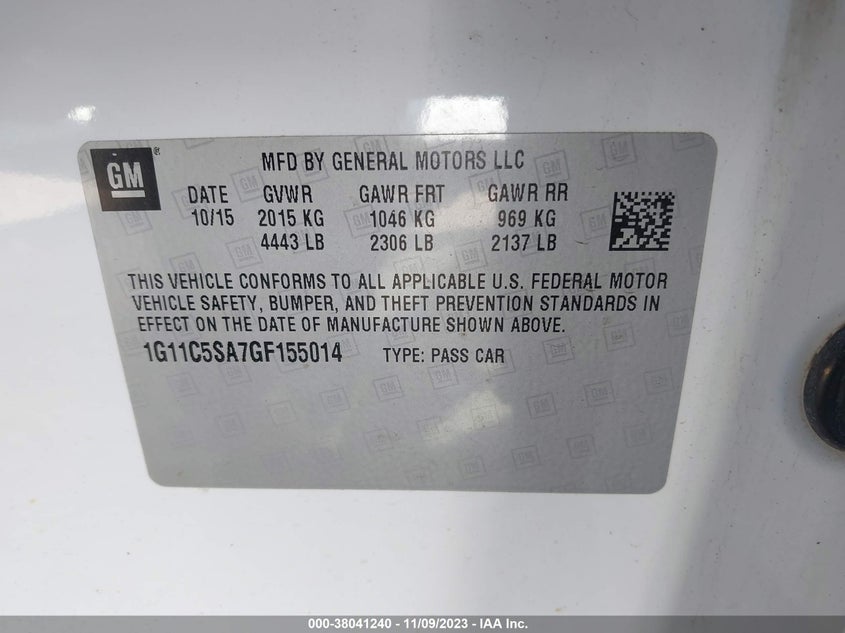 GM ® MFD BY GENERAL MOTORS LLC
DATE GVWR GAWR FRT GAWR RR
10/15 2015 KG 1046 KG 969 KG
4443 LB 2306 LB 2137 LB
THIS VEHICLE CONFORMS TO ALL APPLICABLE U.S. FEDERAL MOTOR
VEHICLE SAFETY, BUMPER, AND THEFT PREVENTION STANDARDS IN
EFFECT ON THE DATE OF MANUFACTURE SHOWN ABOVE.
1G11C5SA7GF155014 TYPE: PASS CAR
000-38041240 - 11/09/2023 - IAA Inc.